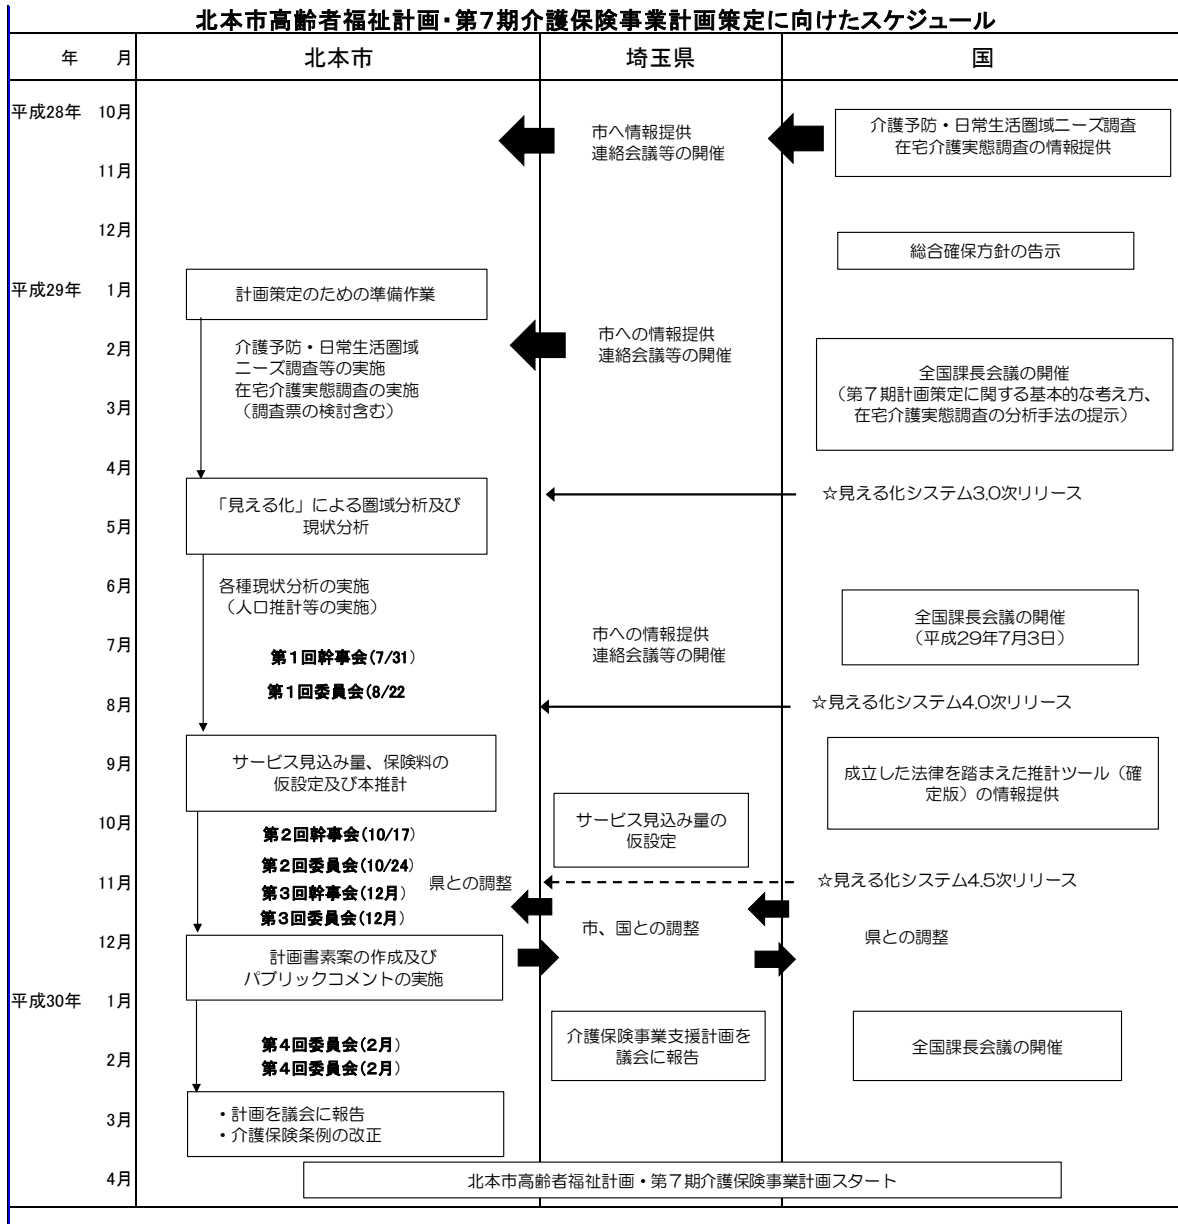 北本市高齢者福祉計画・第７期介護保険事業計画策定に向けたスケジュール
年 月 北本市 埼玉県 国
平成28年 10月
市へ情報提供
連絡会議等の開催
介護予防・日常生活圏域ニーズ調査
在宅介護実態調査の情報提供
11月
12月
総合確保方針の告示
平成29年 1月
計画策定のための準備作業
2月
介護予防・日常生活圏域
ニーズ調査等の実施
在宅介護実態調査の実施
（調査票の検討含む）
市への情報提供
連絡会議等の開催
全国課長会議の開催
（第７期計画策定に関する基本的な考え方、
在宅介護実態調査の分析手法の提示）
3月
4月
「見える化」による圏域分析及び
現状分析
☆見える化システム3.0次リリース
5月
6月
各種現状分析の実施
（人口推計等の実施）
全国課長会議の開催
（平成29年７月３日）
7月
市への情報提供
連絡会議等の開催
第１回幹事会(7/31）
第１回委員会(8/22
8月
☆見える化システム4.0次リリース
9月
サービス見込み量、保険料の
仮設定及び本推計
成立した法律を踏まえた推計ツール（確
定版）の情報提供
10月
サービス見込み量の
仮設定
第２回幹事会(10/17）
第２回委員会(10/24）
11月
県との調整
☆見える化システム4.5次リリース
第３回幹事会(12月）
第３回委員会(12月）
市、国との調整
県との調整
12月
計画書素案の作成及び
パブリックコメントの実施
平成30年 1月
介護保険事業支援計画を
議会に報告
全国課長会議の開催
2月
第４回委員会(２月）
第４回委員会(２月）
3月
・計画を議会に報告
・介護保険条例の改正
4月
北本市高齢者福祉計画・第７期介護保険事業計画スタート